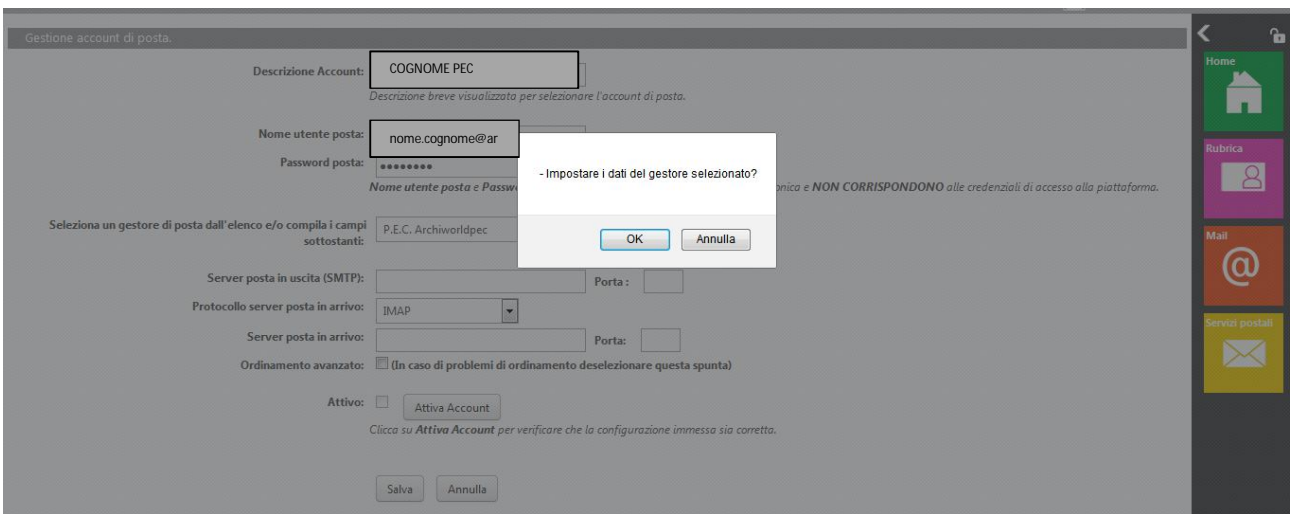 Gestione account di posta.
Descrizione Account:
COGNOME PEC
Descrizione breve visualizzata per selezionare l'account di posta.
Nome utente posta:
nome.cognome@ar
Password posta:
••••••••
Nome utente posta e Passw
onica e NON CORRISPONDONO alle credenziali di accesso alla piattaforma.
- Impostare i dati del gestore selezionato?
OK
Annulla
Seleziona un gestore di posta dall'elenco e/o compila i campi
sottostanti:
P.E.C. Archiworldpec
Server posta in uscita (SMTP):
Porta :
Protocollo server posta in arrivo:
IMAP
Server posta in arrivo:
Porta:
Ordinamento avanzato:
(In caso di problemi di ordinamento deselezionare questa spunta)
Attivo:
Attiva Account
Clicca su Attiva Account per verificare che la configurazione immessa sia corretta.
Salva
Annulla
Home
Rubrica
Mail
@
Servizi postali